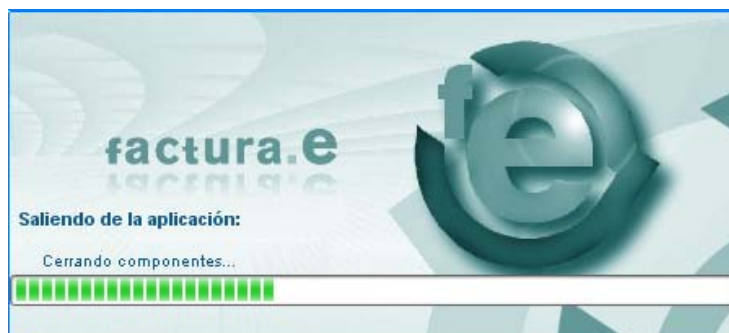 factura.e
fe
Saliendo de la aplicación:
Cerrando componentes...